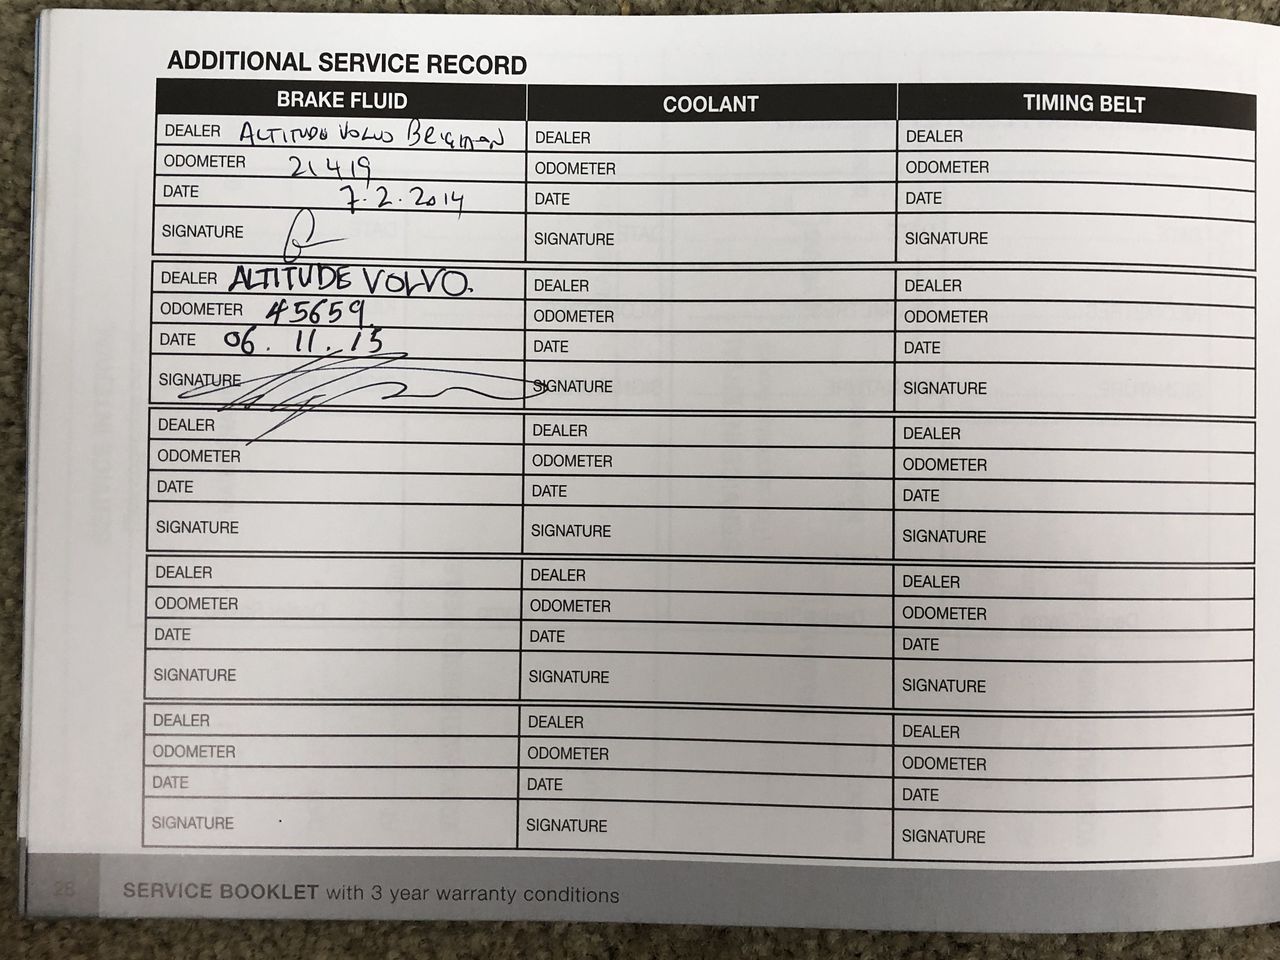 ADDITIONAL SERVICE RECORD
BRAKE FLUID COOLANT TIMING BELT
DEALER ALTITUDE VOLVO DEALER DEALER
ODOMETER 21419 ODOMETER ODOMETER
DATE 7.2.2014 DATE DATE
SIGNATURE SIGNATURE SIGNATURE
DEALER ALTITUDE VOLVO. DEALER DEALER
ODOMETER 45659 ODOMETER ODOMETER
DATE 06.11.15 DATE DATE
SIGNATURE SIGNATURE SIGNATURE
DEALER DEALER DEALER
ODOMETER ODOMETER ODOMETER
DATE DATE DATE
SIGNATURE SIGNATURE SIGNATURE
DEALER DEALER DEALER
ODOMETER ODOMETER ODOMETER
DATE DATE DATE
SIGNATURE SIGNATURE SIGNATURE
DEALER DEALER DEALER
ODOMETER ODOMETER ODOMETER
DATE DATE DATE
SIGNATURE SIGNATURE SIGNATURE
SERVICE BOOKLET with 3 year warranty conditions